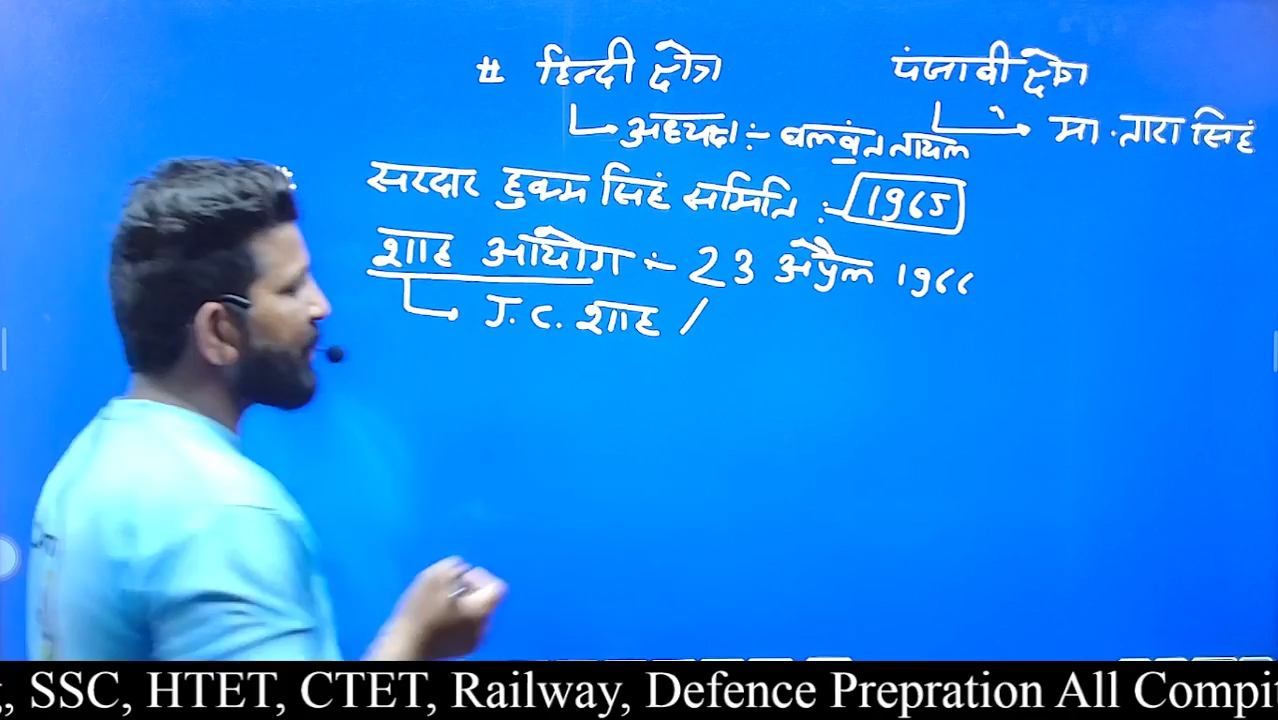 # हिन्दी क्षेत्र पंजाबी क्षेत्र
अध्यक्ष :- बलवंत तायल मा. तारा सिहं
सरदार हुकम सिहं समिति :- 1965
शाह आयोग :- 23 अप्रैल 1966
J. C. शाह /
, SSC, HTET, CTET, Railway, Defence Prepration All Compit